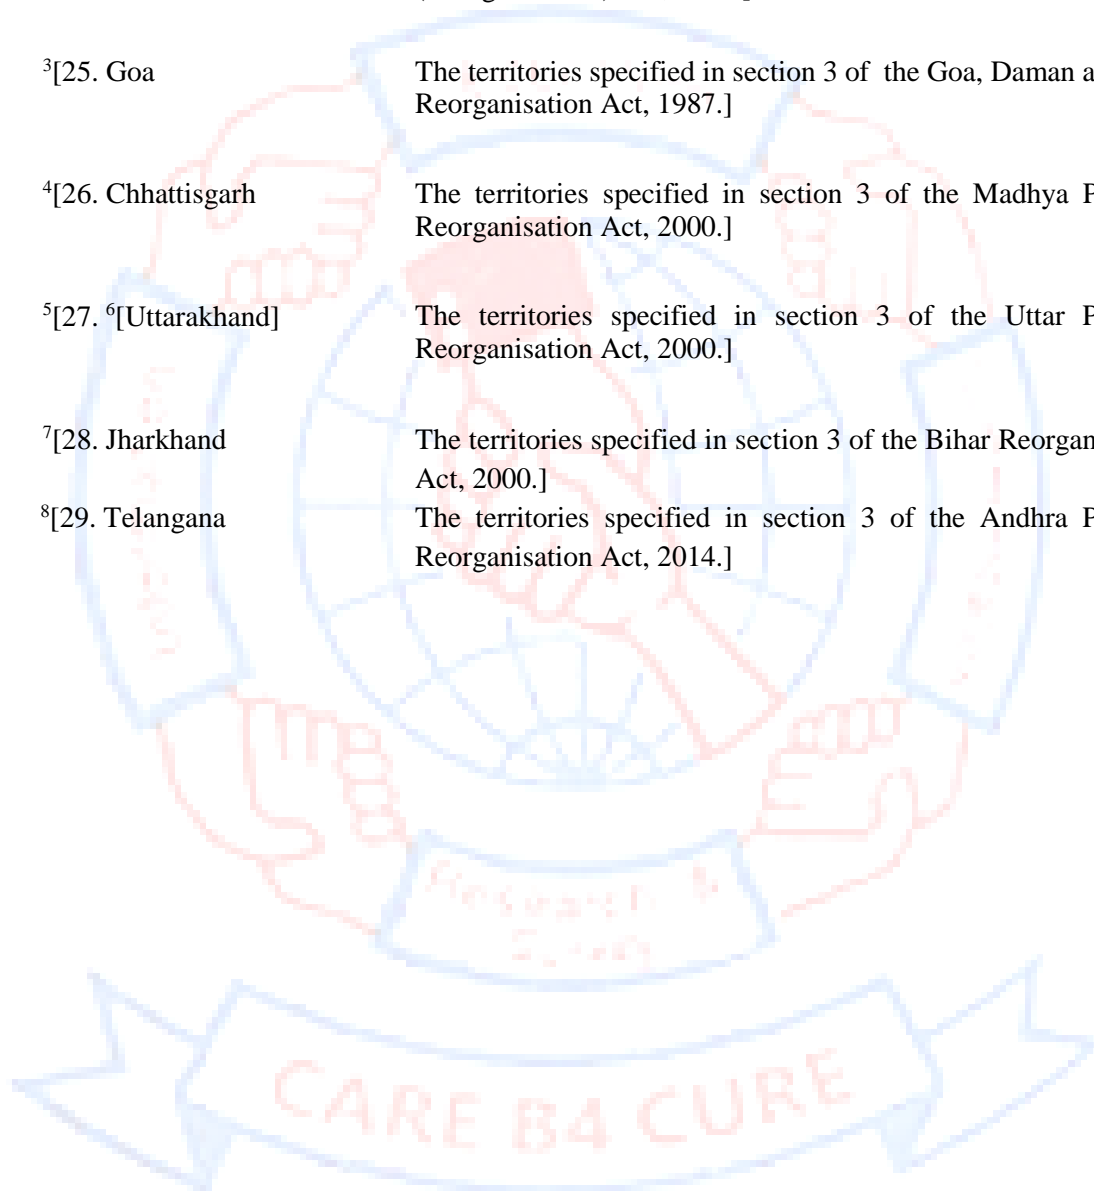 ³[25. Goa The territories specified in section 3 of the Goa, Daman a
Reorganisation Act, 1987.]
⁴[26. Chhattisgarh The territories specified in section 3 of the Madhya P
Reorganisation Act, 2000.]
⁵[27. ⁶[Uttarakhand] The territories specified in section 3 of the Uttar P
Reorganisation Act, 2000.]
⁷[28. Jharkhand The territories specified in section 3 of the Bihar Reorgan
Act, 2000.]
⁸[29. Telangana The territories specified in section 3 of the Andhra P
Reorganisation Act, 2014.]
Research &
CARE B4 CURE